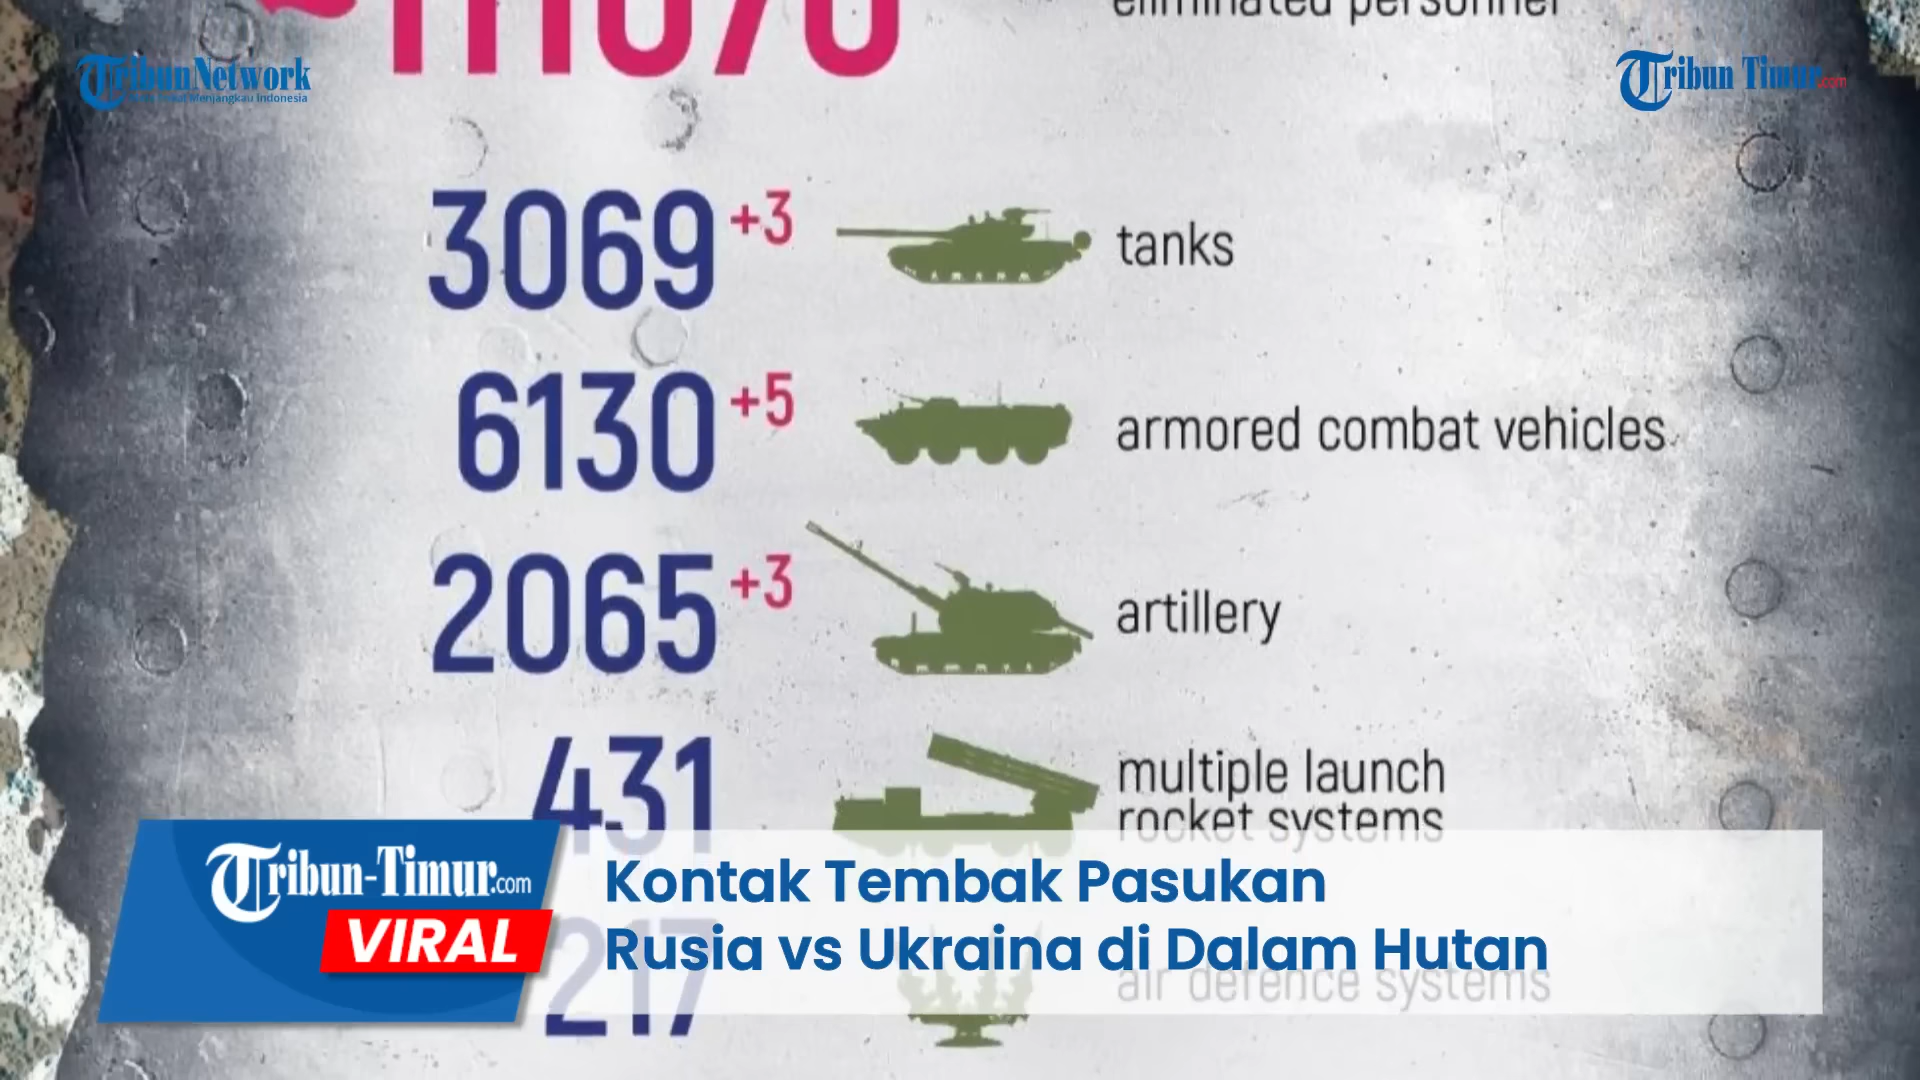 eliminated personnel
TribunNetwork
Tribun Timur.com
3069 +3 tanks
6130 +5 armored combat vehicles
2065 +3 artillery
431 multiple launch
rocket systems
217 air defence systems
Tribun-Timur.com
VIRAL
Kontak Tembak Pasukan
Rusia vs Ukraina di Dalam Hutan